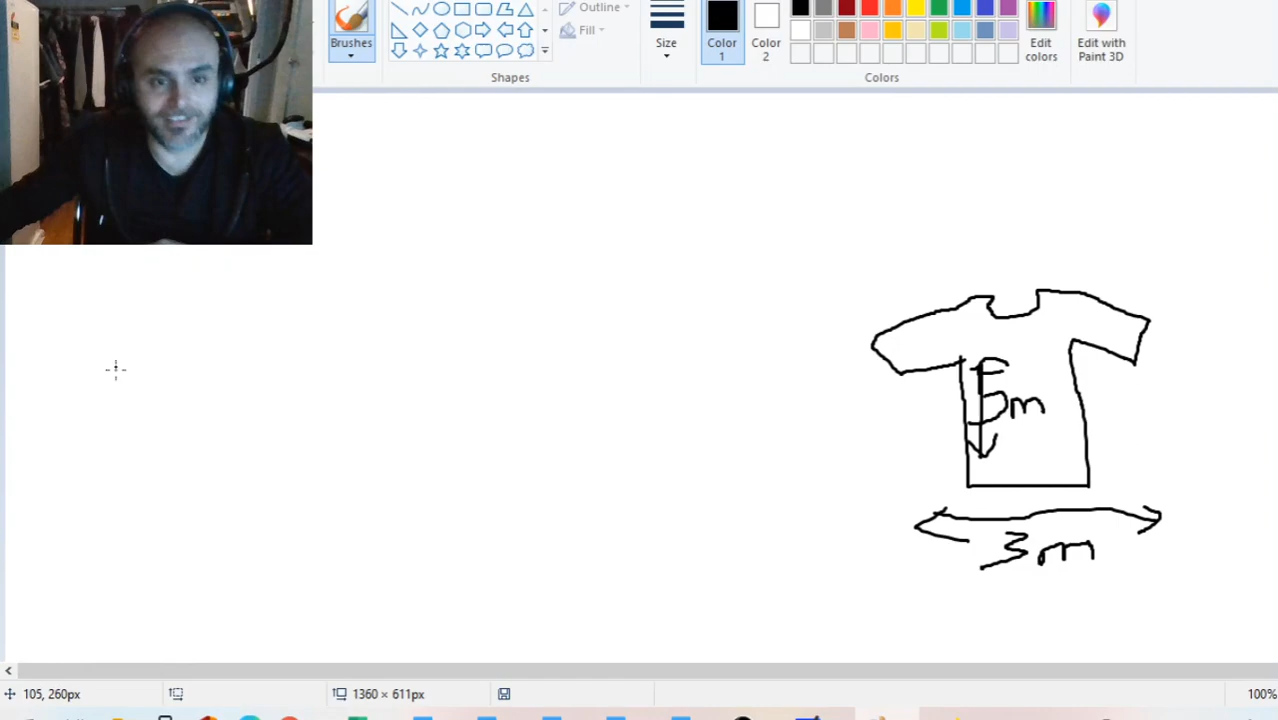 Brushes
Shapes
Outline
Fill
Size
Color 1
Color 2
Colors
Edit colors
Edit with Paint 3D
5m
3m
105, 260px
1360 × 611px
100%